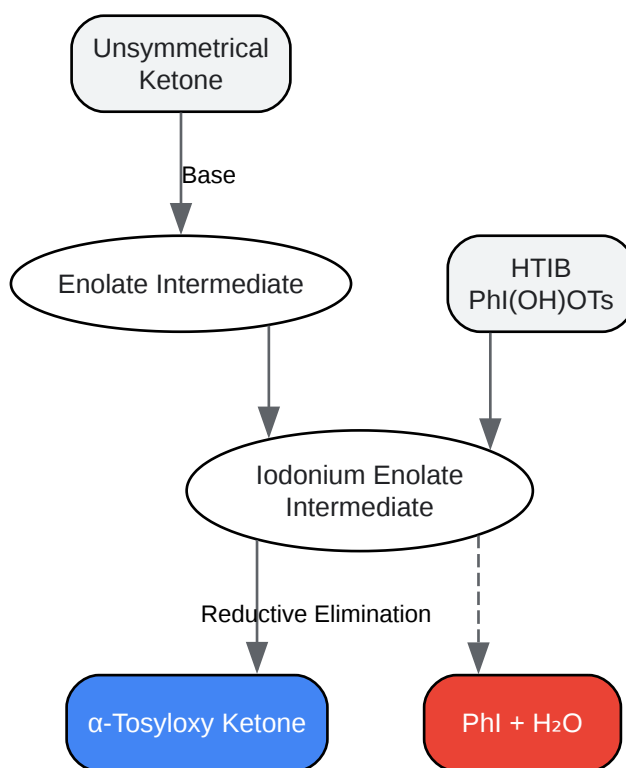 Unsymmetrical
Ketone
Base
Enolate Intermediate
HTIB
PhI(OH)OTs
Iodonium Enolate
Intermediate
Reductive Elimination
α-Tosyloxy Ketone
PhI + H₂O